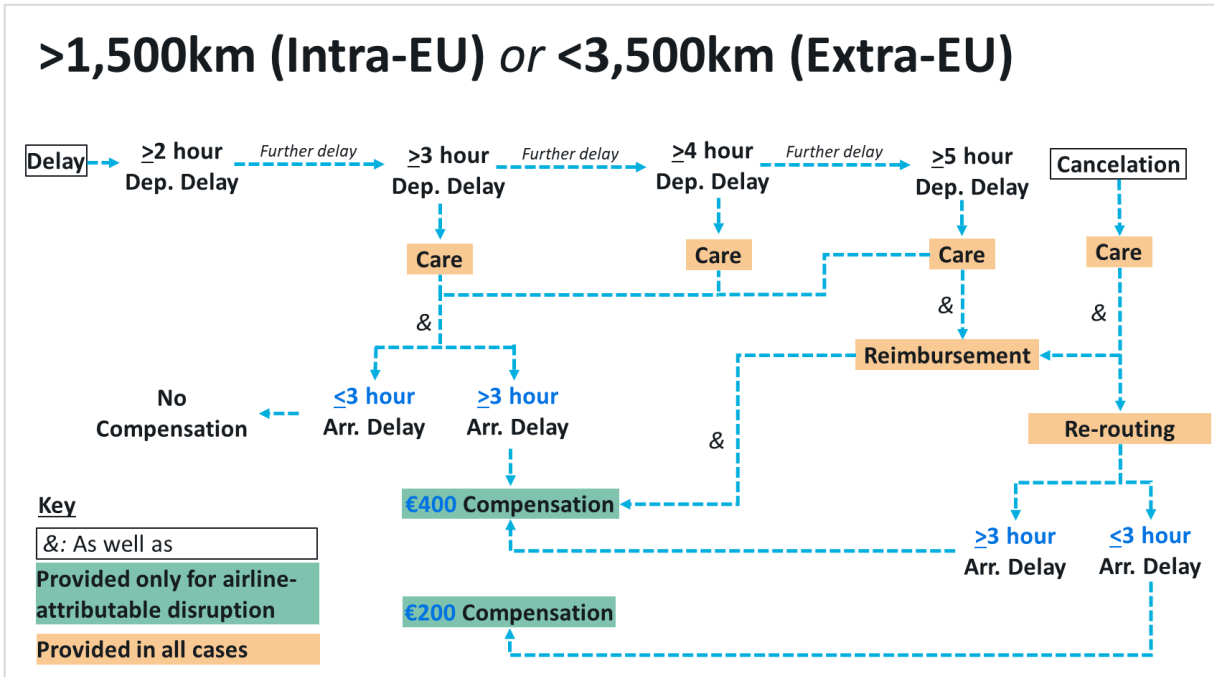 >1,500km (Intra-EU) or <3,500km (Extra-EU)
Delay
≥2 hour
Dep. Delay
Further delay
≥3 hour
Dep. Delay
Further delay
≥4 hour
Dep. Delay
Further delay
≥5 hour
Dep. Delay
Cancelation
Care
Care
Care
Care
&
&
&
Reimbursement
No
Compensation
≤3 hour
Arr. Delay
≥3 hour
Arr. Delay
&
Re-routing
€400 Compensation
≥3 hour
Arr. Delay
≤3 hour
Arr. Delay
€200 Compensation
Key
&: As well as
Provided only for airline-
attributable disruption
Provided in all cases